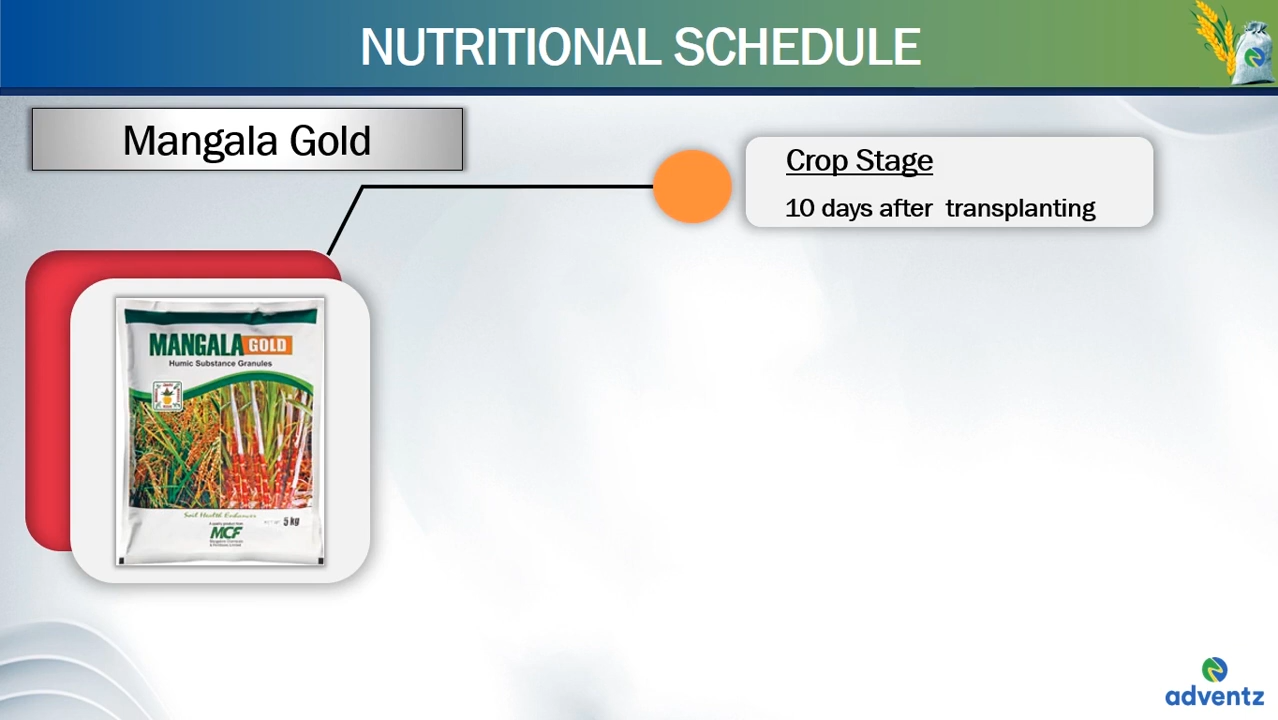 NUTRITIONAL SCHEDULE
Mangala Gold
Crop Stage
10 days after transplanting
MANGALA GOLD
Humic Substance Granules
Soil Health Enhancer
5 kg
MCF
adventz